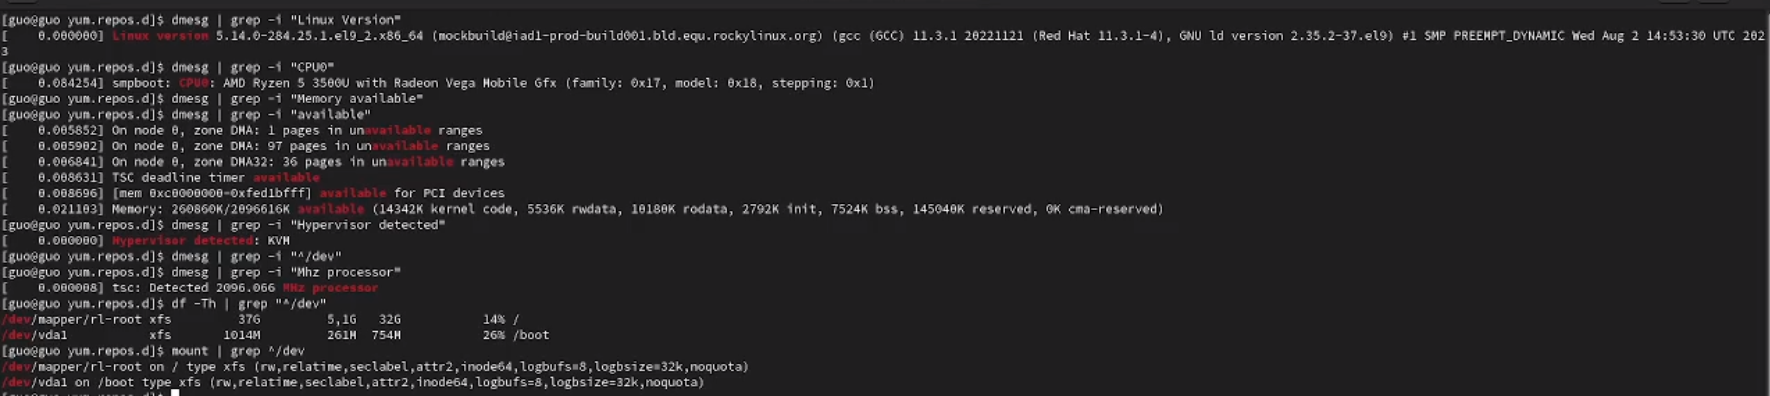 [guo@guo yum.repos.d]$ dmesg | grep -i "Linux Version"
[    0.000000] Linux version 5.14.0-284.25.1.el9_2.x86_64 (mockbuild@iad1-prod-build001.bld.equ.rockylinux.org) (gcc (GCC) 11.3.1 20221121 (Red Hat 11.3.1-4), GNU ld version 2.35.2-37.el9) #1 SMP PREEMPT_DYNAMIC Wed Aug 2 14:53:30 UTC 202
3
[guo@guo yum.repos.d]$ dmesg | grep -i "CPU0"
[    0.084254] smpboot: CPU0: AMD Ryzen 5 3500U with Radeon Vega Mobile Gfx (family: 0x17, model: 0x18, stepping: 0x1)
[guo@guo yum.repos.d]$ dmesg | grep -i "Memory available"
[guo@guo yum.repos.d]$ dmesg | grep -i "available"
[    0.005852] On node 0, zone DMA: 1 pages in unavailable ranges
[    0.005902] On node 0, zone DMA: 97 pages in unavailable ranges
[    0.006841] On node 0, zone DMA32: 36 pages in unavailable ranges
[    0.008631] TSC deadline timer available
[    0.008696] [mem 0xc0000000-0xfed1bfff] available for PCI devices
[    0.021103] Memory: 260860K/2096616K available (14342K kernel code, 5536K rwdata, 10180K rodata, 2792K init, 7524K bss, 145040K reserved, 0K cma-reserved)
[guo@guo yum.repos.d]$ dmesg | grep -i "Hypervisor detected"
[    0.000000] Hypervisor detected: KVM
[guo@guo yum.repos.d]$ dmesg | grep -i "^/dev"
[guo@guo yum.repos.d]$ dmesg | grep -i "Mhz processor"
[    0.000008] tsc: Detected 2096.066 MHz processor
[guo@guo yum.repos.d]$ df -Th | grep "^/dev"
/dev/mapper/rl-root xfs         37G         5,1G   32G           14% /
/dev/vda1           xfs       1014M         261M  754M           26% /boot
[guo@guo yum.repos.d]$ mount | grep ^/dev
/dev/mapper/rl-root on / type xfs (rw,relatime,seclabel,attr2,inode64,logbufs=8,logbsize=32k,noquota)
/dev/vda1 on /boot type xfs (rw,relatime,seclabel,attr2,inode64,logbufs=8,logbsize=32k,noquota)